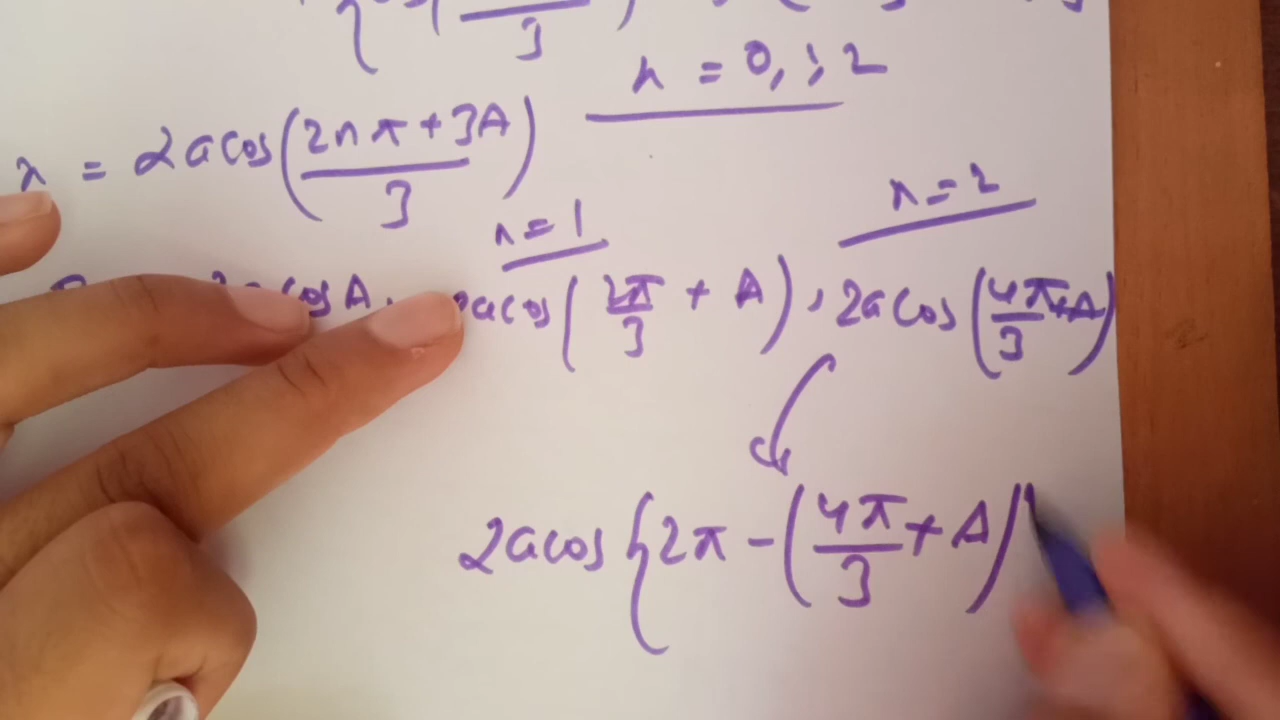 3
n = 0, 1, 2
x = 2a cos(2nπ + 3A / 3)
n = 1
n = 2
cos A, 2a cos(2π/3 + A), 2a cos(4π/3 + A)
2a cos {2π - (4π/3 + A)